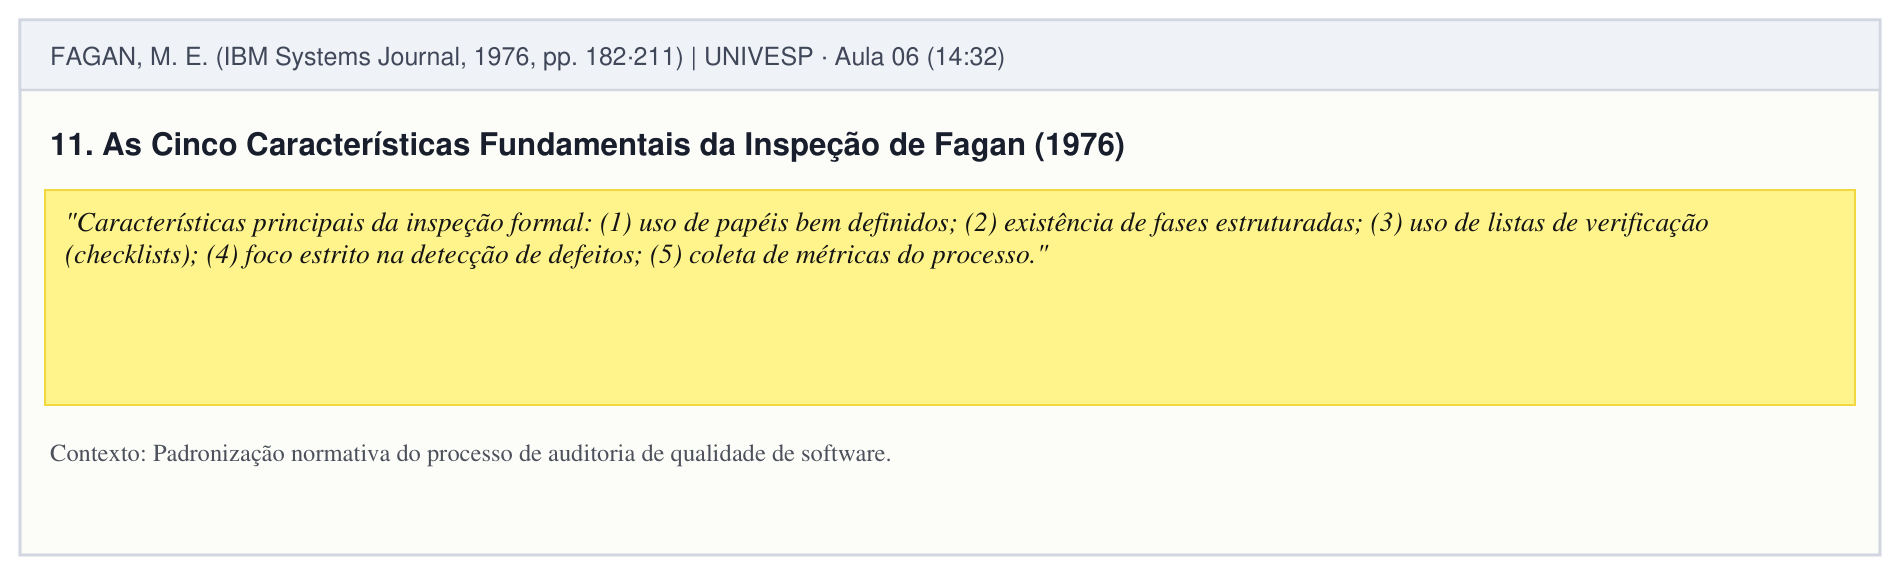 FAGAN, M. E. (IBM Systems Journal, 1976, pp. 182·211) | UNIVESP · Aula 06 (14:32)
11. As Cinco Características Fundamentais da Inspeção de Fagan (1976)
"Características principais da inspeção formal: (1) uso de papéis bem definidos; (2) existência de fases estruturadas; (3) uso de listas de verificação
(checklists); (4) foco estrito na detecção de defeitos; (5) coleta de métricas do processo."
Contexto: Padronização normativa do processo de auditoria de qualidade de software.